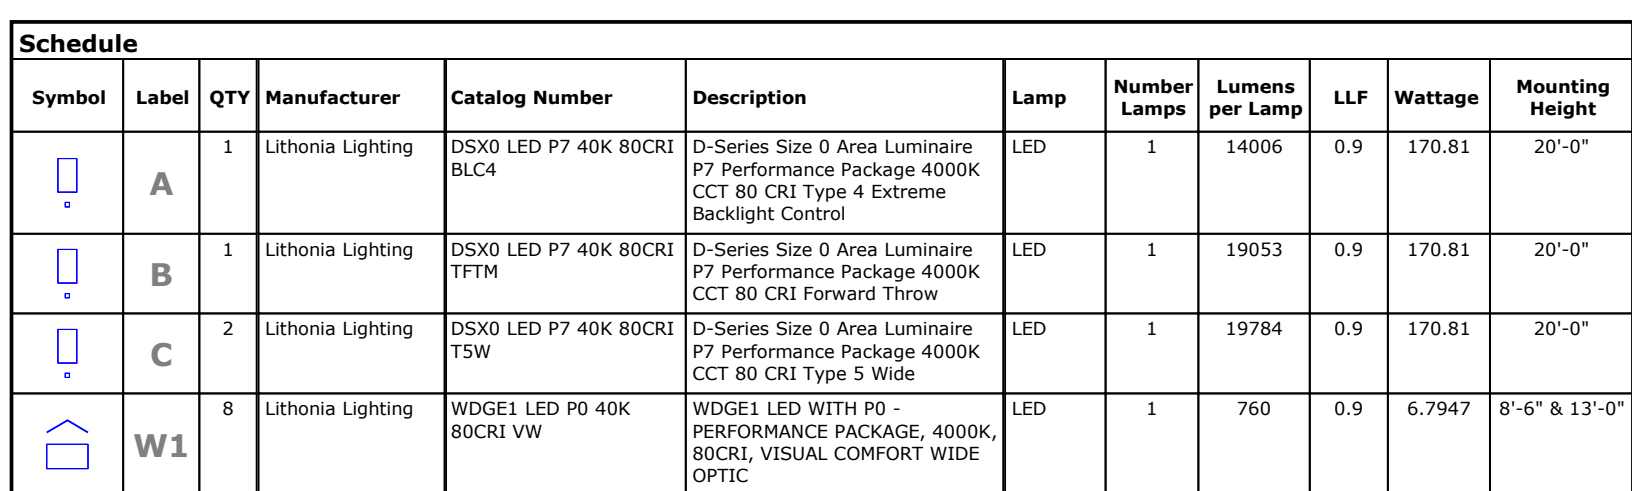 Schedule
Symbol Label QTY Manufacturer Catalog Number Description Lamp Number Lamps Lumens per Lamp LLF Wattage Mounting Height
A 1 Lithonia Lighting DSX0 LED P7 40K 80CRI BLC4 D-Series Size 0 Area Luminaire P7 Performance Package 4000K CCT 80 CRI Type 4 Extreme Backlight Control LED 1 14006 0.9 170.81 20'-0"
B 1 Lithonia Lighting DSX0 LED P7 40K 80CRI TFTM D-Series Size 0 Area Luminaire P7 Performance Package 4000K CCT 80 CRI Forward Throw LED 1 19053 0.9 170.81 20'-0"
C 2 Lithonia Lighting DSX0 LED P7 40K 80CRI T5W D-Series Size 0 Area Luminaire P7 Performance Package 4000K CCT 80 CRI Type 5 Wide LED 1 19784 0.9 170.81 20'-0"
W1 8 Lithonia Lighting WDGE1 LED P0 40K 80CRI VW WDGE1 LED WITH P0 - PERFORMANCE PACKAGE, 4000K, 80CRI, VISUAL COMFORT WIDE OPTIC LED 1 760 0.9 6.7947 8'-6" & 13'-0"